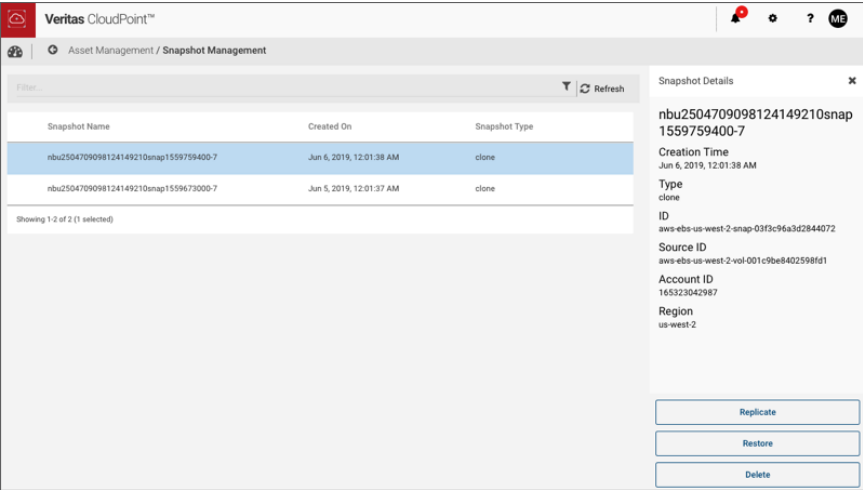 Veritas CloudPoint™
?
ME
Asset Management / Snapshot Management
Filter...
Refresh
Snapshot Name Created On Snapshot Type
nbu2504709098124149210snap1559759400-7 Jun 6, 2019, 12:01:38 AM clone
nbu2504709098124149210snap1559673000-7 Jun 5, 2019, 12:01:37 AM clone
Showing 1-2 of 2 (1 selected)
Snapshot Details
nbu2504709098124149210snap
1559759400-7
Creation Time
Jun 6, 2019, 12:01:38 AM
Type
clone
ID
aws-ebs-us-west-2-snap-03f3c96a3d2844072
Source ID
aws-ebs-us-west-2-vol-001c9be8402598fd1
Account ID
165323042987
Region
us-west-2
Replicate
Restore
Delete